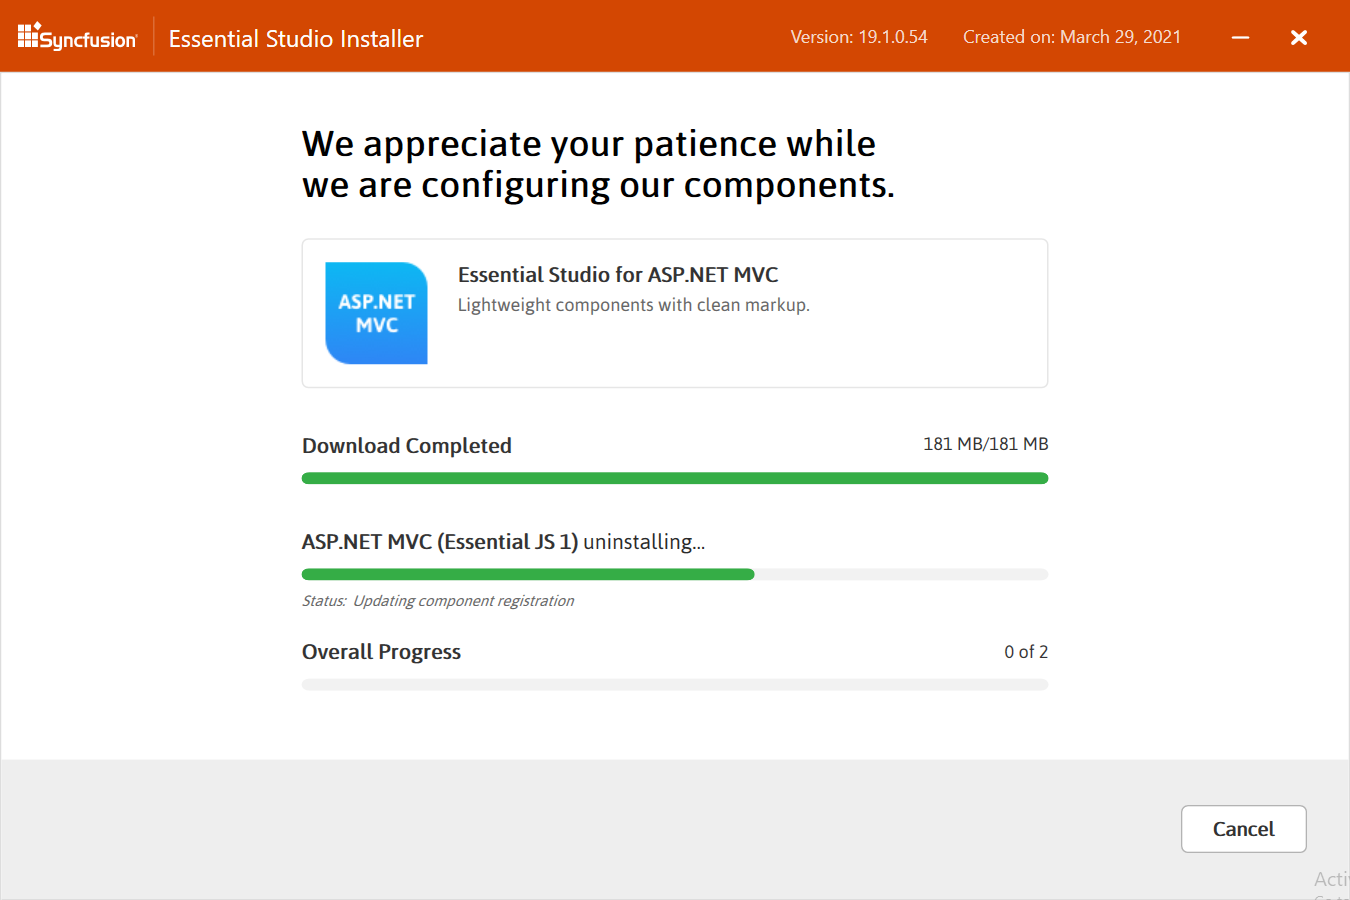 Syncfusion
Essential Studio Installer
Version: 19.1.0.54
Created on: March 29, 2021
We appreciate your patience while
we are configuring our components.
ASP.NET
MVC
Essential Studio for ASP.NET MVC
Lightweight components with clean markup.
Download Completed
181 MB/181 MB
ASP.NET MVC (Essential JS 1) uninstalling...
Status: Updating component registration
Overall Progress
0 of 2
Cancel